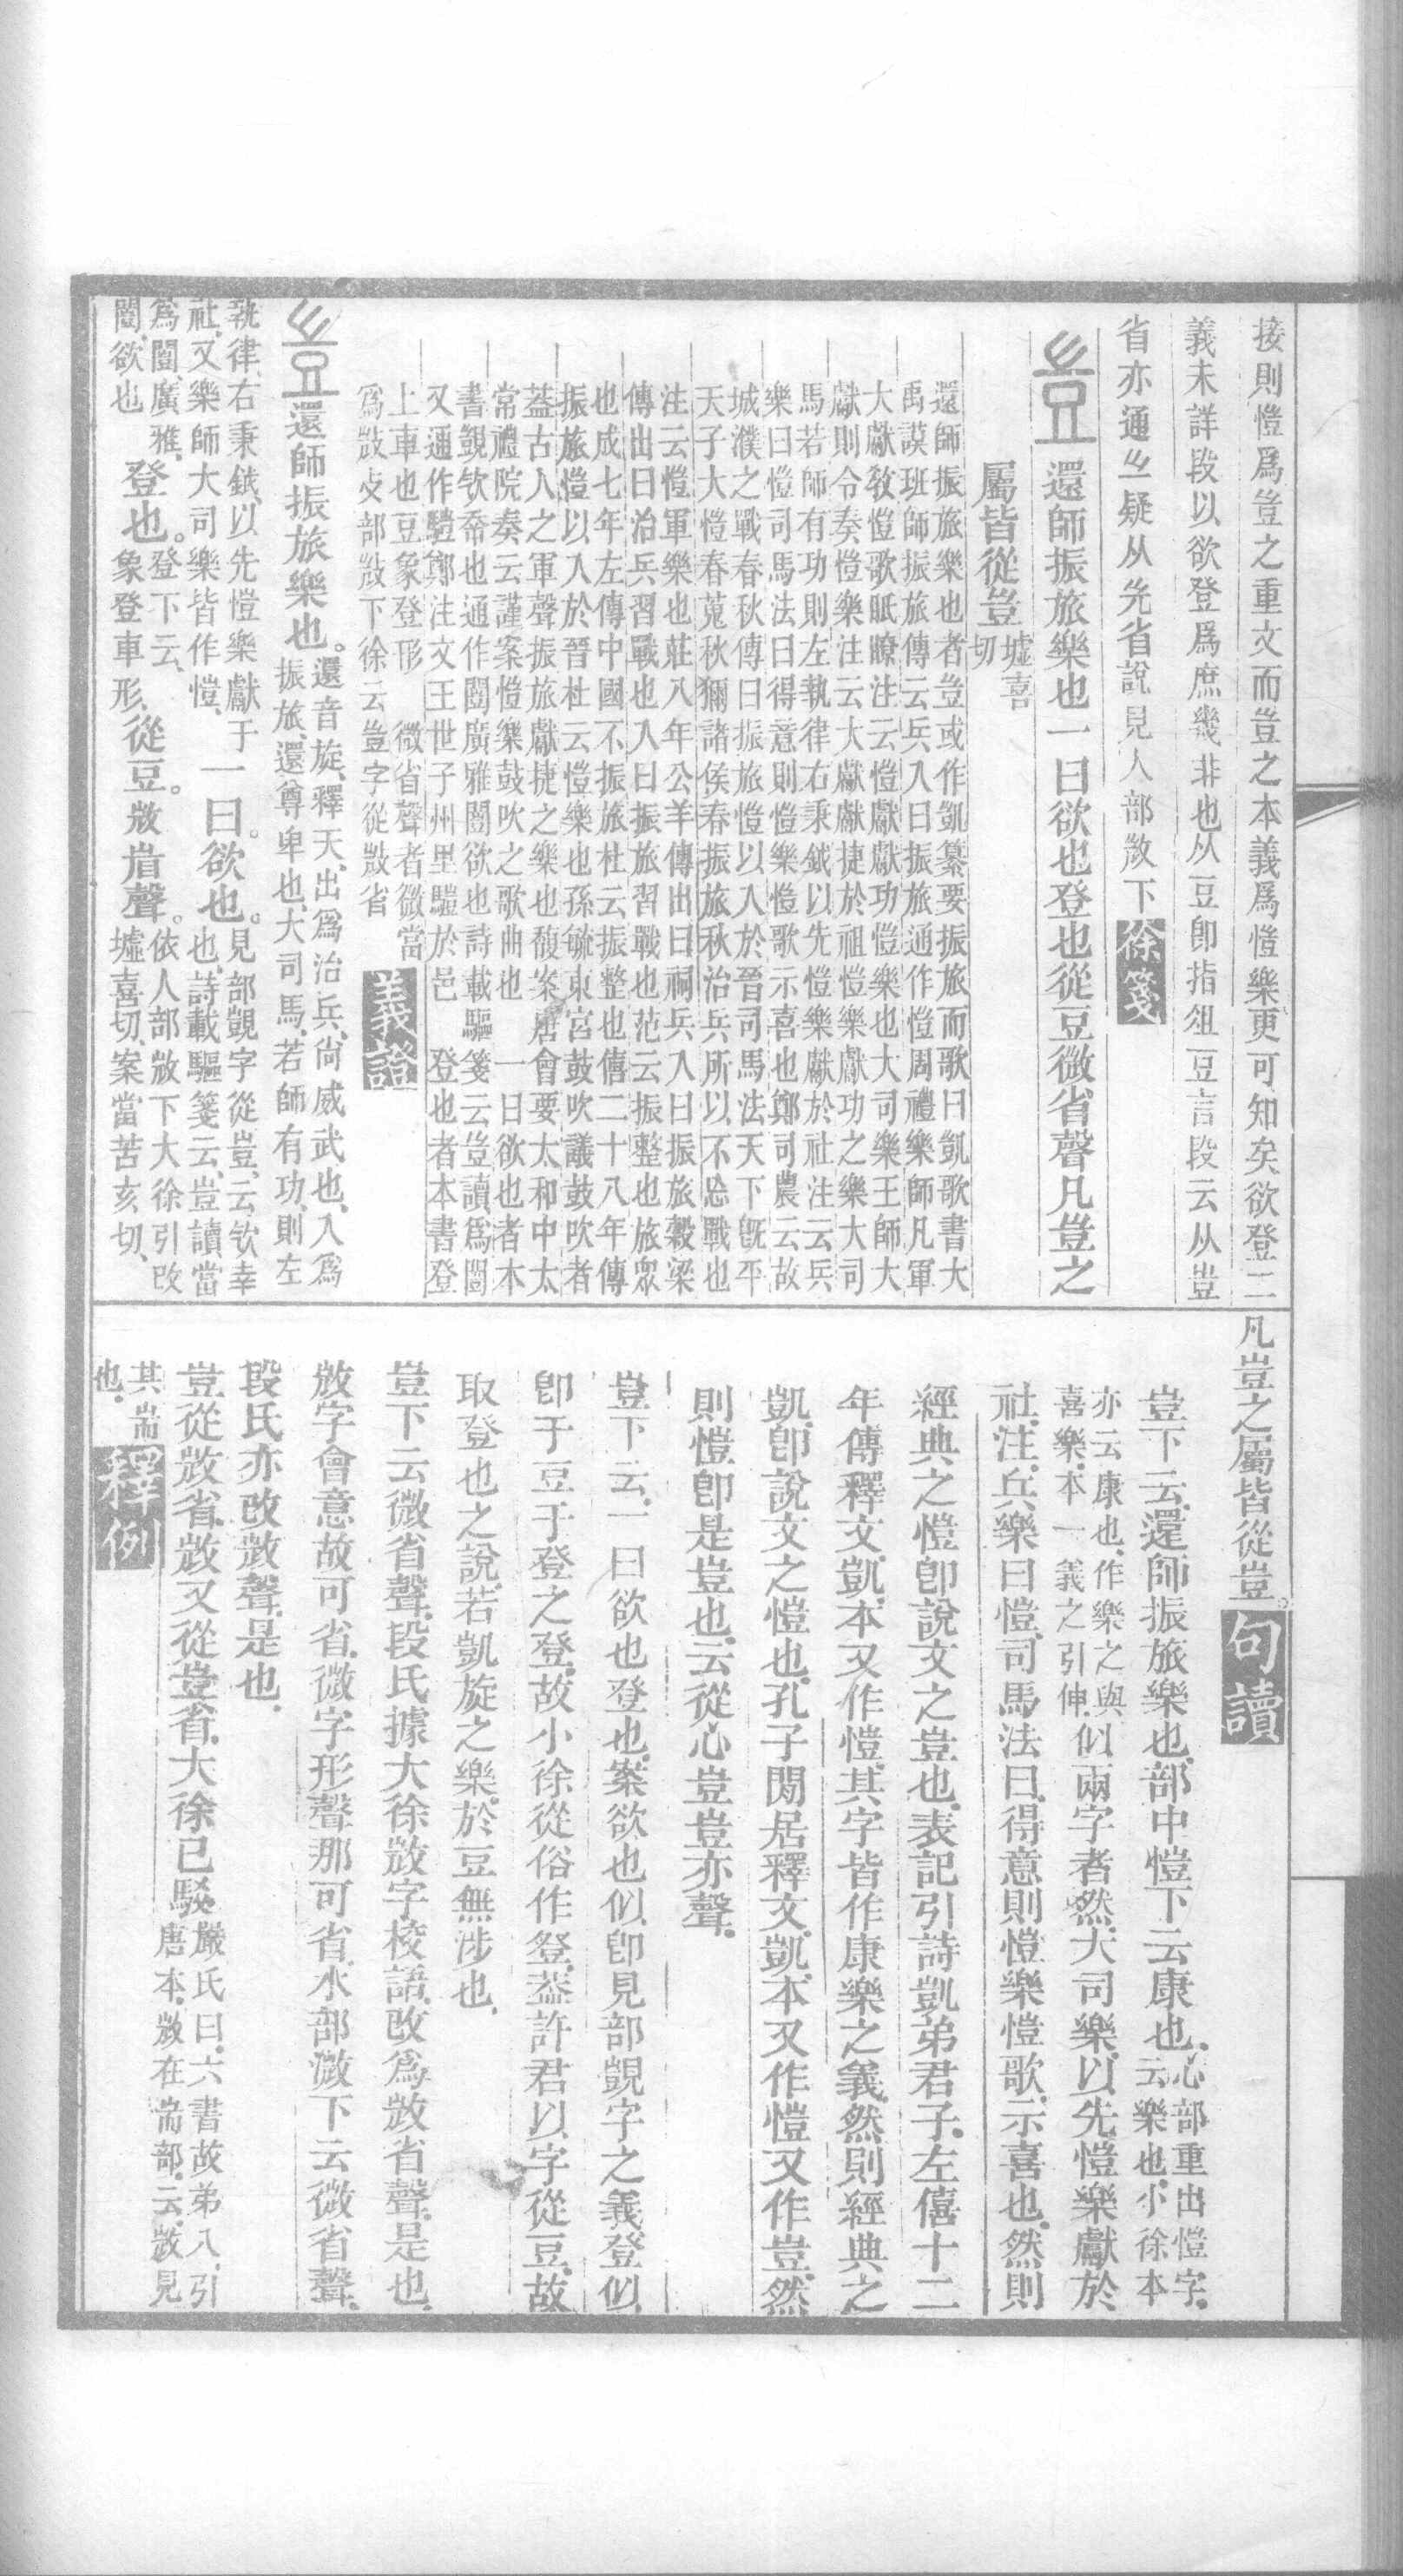 接則愷爲豈之重文而豈之本義爲愷樂更可知矣欲登二
義未詳段以欲登爲庶幾非也从豆卽指俎豆言段云从豈
省亦通𢼸疑从耑省說見人部𢼸下徐箋
豈還師振旅樂也一曰欲也登也從豆微省聲凡豈之
屬皆從豈墟喜
切
還師振旅樂也者豈或作凱纂要振旅而歌曰凱歌書大
禹謨班師振旅傳云兵入曰振旅通作愷周禮樂師凡軍
大獻敎愷歌眂瞭注云愷獻獻功愷樂也大司樂王師大
獻則令奏愷樂注云大獻獻捷於祖愷樂獻功之樂大司
馬若師有功則左執律右秉鉞以先愷樂獻於社注云兵
樂曰愷司馬法曰得意則愷樂愷歌示喜也鄭司農云故
城濮之戰春秋傳曰振旅愷以入於晉司馬法天下旣平
天子大愷春蒐秋獮諸侯春振旅秋治兵所以不忘戰也
注云愷軍樂也莊八年公羊傳出曰祠兵入曰振旅榖梁
傳出曰治兵習戰也入曰振旅習戰也范云振整也旅眾
也成七年左傳中國不振旅杜云振整也僖二十八年傳
振旅愷以入於晉杜云愷樂也孫毓東宮鼓吹議鼓吹者
葢古人之軍聲振旅獻捷之樂也馥案唐會要太和中太
常禮院奏云謹案愷樂鼓吹之歌曲也　一曰欲也者本
書覬钦㚔也通作闓廣雅闓欲也詩載驅箋云豈讀爲闓
又通作䮗鄭注文王世子州里䮗於邑　登也者本書登
上車也豆象登形　微省聲者微當
爲𢼸攴部𢼸下徐云豈字從𢼸省義證
豈還師振旅樂也。還音旋、釋天、出爲治兵、尙威武也、入爲
振旅、還尊卑也、大司馬、若師有功、則左
執律、右秉鉞、以先愷樂獻于
社、又樂師大司樂皆作愷、一曰。欲也。見部覬字從豈、云钦幸
也、詩載驅箋云、豈讀當
爲闓、廣雅、
闓、欲也登也。登下云、
象登車形、從豆。𢼸省聲。依人部𢼸下大徐引改
墟喜切、案當苦亥切、
凡豈之屬皆從豈。句讀
豈下云、還師振旅樂也、部中愷下云、康也、心部重出愷字、
云、樂也、小徐本
亦云康也、作樂之與
喜樂、本一義之引伸、似兩字者然、大司樂、以先愷樂獻於
社、注、兵樂曰愷、司馬法曰、得意則愷樂愷歌、示喜也、然則
經典之愷、卽說文之豈也、表記引詩凱弟君子、左僖十二
年傳釋文、凱、本又作愷、其字皆作康樂之義、然則經典之
凱、卽說文之愷也、孔子閒居釋文、凱、本又作愷、又作豈、然
則愷卽是豈也、云從心豈、豈亦聲、
豈下云、一曰欲也登也、案欲也似卽見部覬字之義、登似
卽于豆于登之登、故小徐從俗作豋、葢許君以字從豆、故
取登也之說、若凱旋之樂、於豆無涉也、
豈下云、微省聲、段氏據大徐𢼸字校語、改爲𢼸省聲、是也、
𢼸字會意故可省、微字形聲那可省、水部溦下云、微省聲、
段氏亦改𢼸聲、是也、
豈從𢼸省、𢼸又從豈省、大徐已駁、嚴氏曰、六書故弟八引
唐本、𢼸在耑部、云、𢼸見
其耑
也、釋例